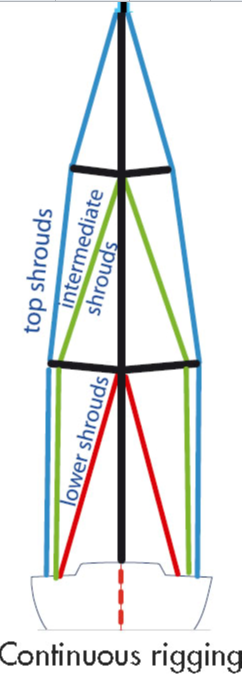 top shrouds
intermediate
shrouds
lower shrouds
Continuous rigging